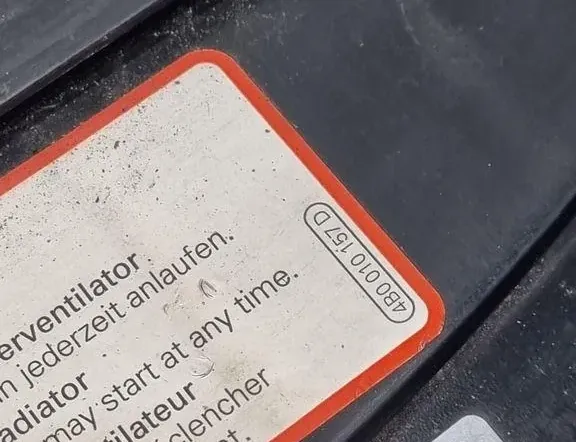 erventilator
n jederzeit anlaufen.
adiator
may start at any time.
tilateur
clencher
4B0 010 157 D